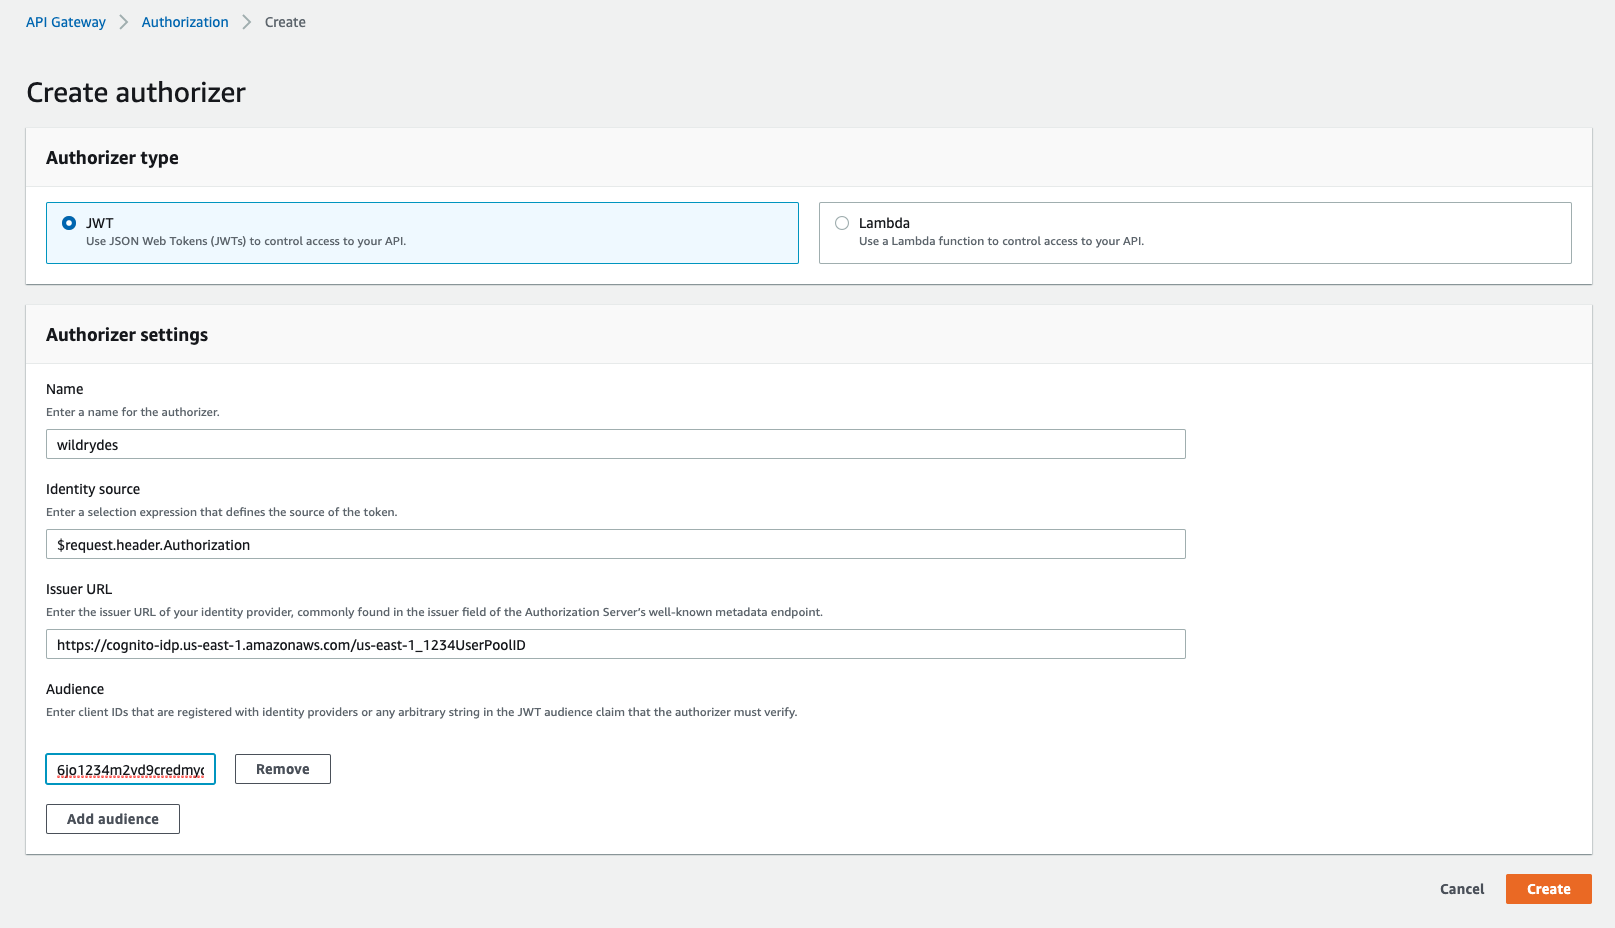 API Gateway > Authorization > Create
Create authorizer
Authorizer type
JWT
Use JSON Web Tokens (JWTs) to control access to your API.
Lambda
Use a Lambda function to control access to your API.
Authorizer settings
Name
Enter a name for the authorizer.
wildrydes
Identity source
Enter a selection expression that defines the source of the token.
$request.header.Authorization
Issuer URL
Enter the issuer URL of your identity provider, commonly found in the issuer field of the Authorization Server's well-known metadata endpoint.
https://cognito-idp.us-east-1.amazonaws.com/us-east-1_1234UserPoolID
Audience
Enter client IDs that are registered with identity providers or any arbitrary string in the JWT audience claim that the authorizer must verify.
Remove
Add audience
Cancel Create